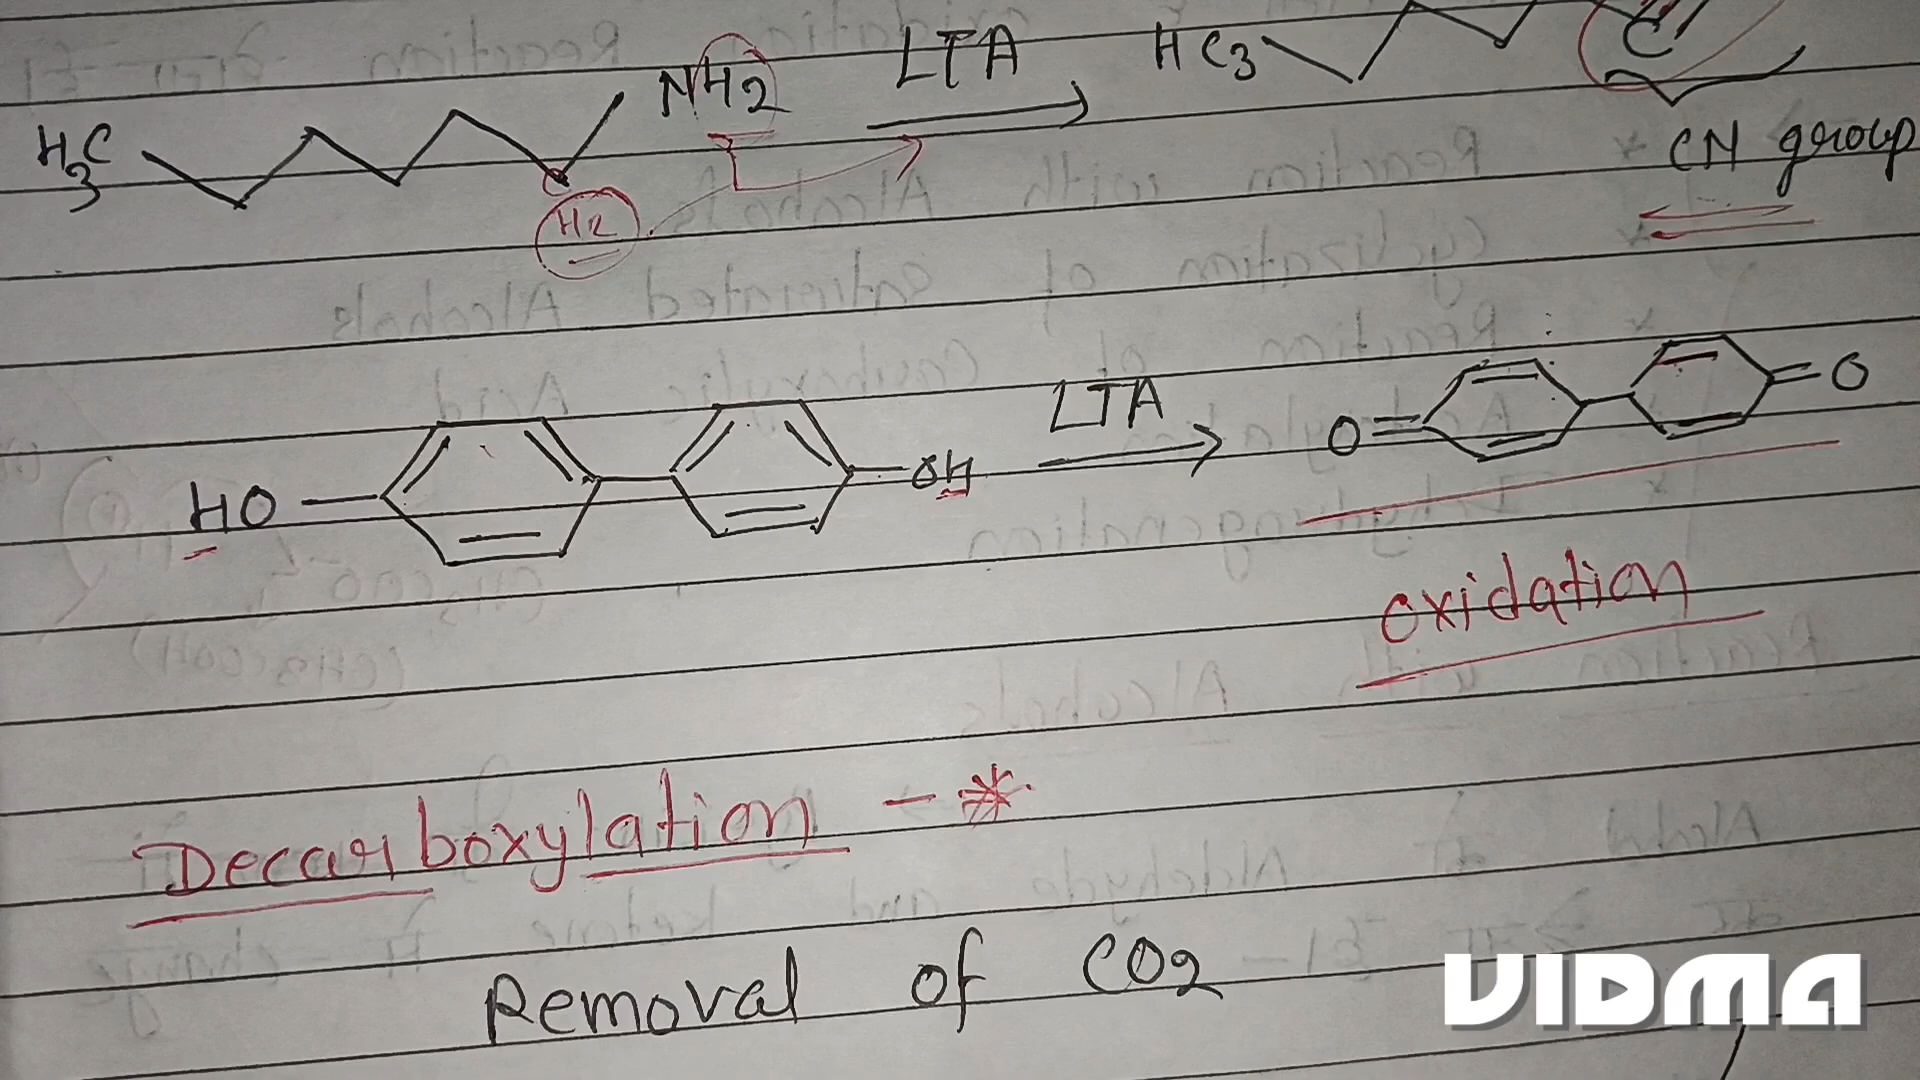 H3C NH2 LTA HC3 C
H2
CN group
HO OH LTA O O
oxidation
Decarboxylation - *
Removal of CO2
VIDMA